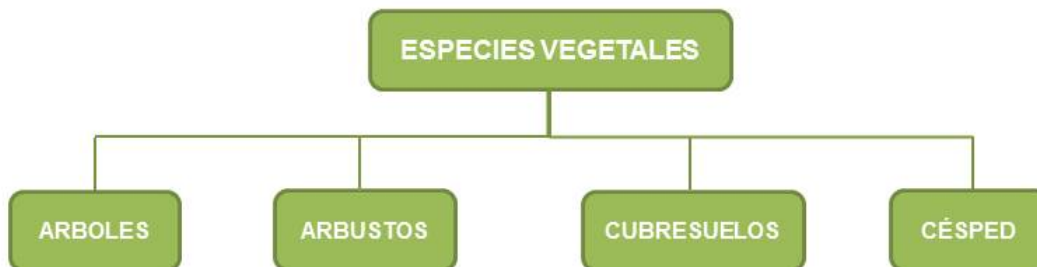 ESPECIES VEGETALES
ARBOLES
ARBUSTOS
CUBRESUELOS
CÉSPED